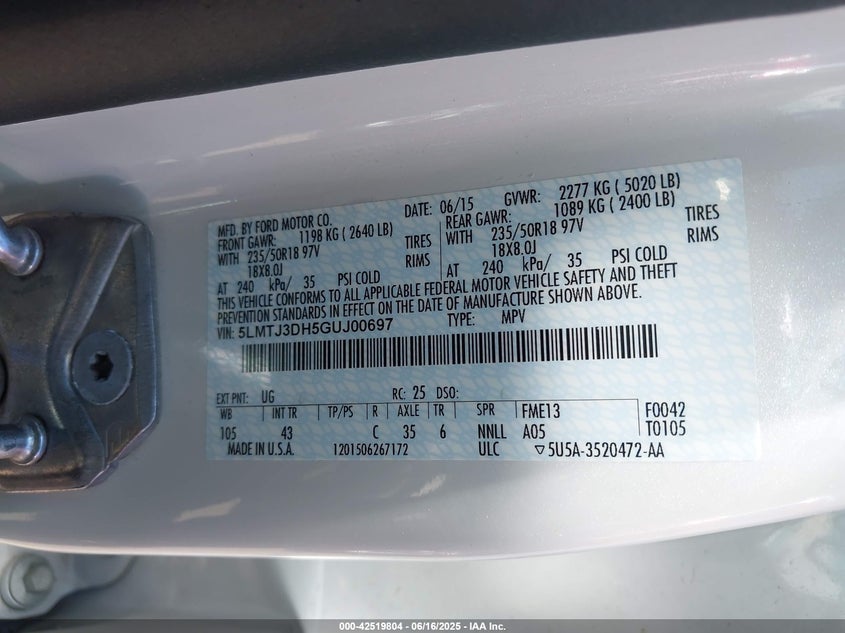 MFD. BY FORD MOTOR CO. DATE: 06/15 GVWR: 2277 KG ( 5020 LB)
FRONT GAWR: 1198 KG ( 2640 LB) REAR GAWR: 1089 KG ( 2400 LB)
WITH 235/50R18 97V TIRES WITH 235/50R18 97V TIRES
18X8.0J RIMS 18X8.0J RIMS
AT 240 kPa/ 35 PSI COLD AT 240 kPa/ 35 PSI COLD
THIS VEHICLE CONFORMS TO ALL APPLICABLE FEDERAL MOTOR VEHICLE SAFETY AND THEFT
PREVENTION STANDARDS IN EFFECT ON THE DATE OF MANUFACTURE SHOWN ABOVE.
VIN: 5LMTJ3DH5GUJ00697 TYPE: MPV
EXT PNT: UG RC: 25 DSO:
WB INT TR TP/PS R AXLE TR SPR FME13 F0042
105 43 C 35 6 NNLL A05 T0105
MADE IN U.S.A. 1201506267172 ULC ▽5U5A-3520472-AA
000-42519804 / 06/16/2025 - IAA Inc.